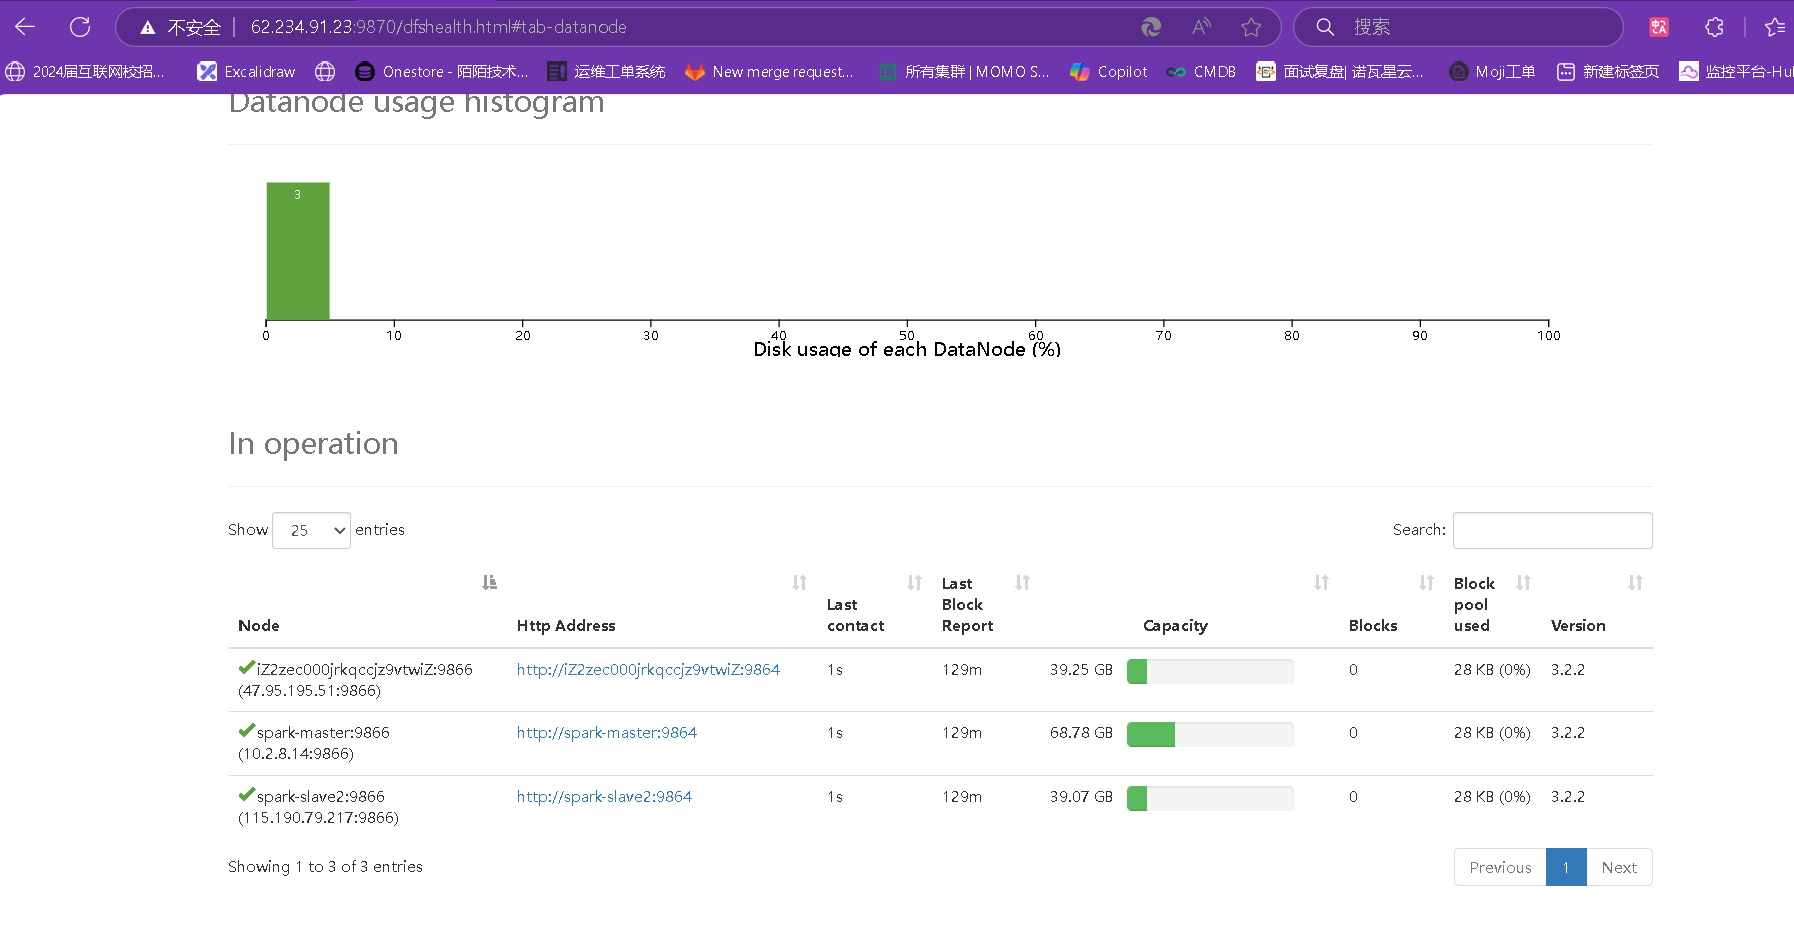 不安全 62.234.91.23:9870/dfshealth.html#tab-datanode 搜索
2024届互联网校招... Excalidraw Onestore - 陌陌技术... 运维工单系统 New merge request... 所有集群 | MOMO S... Copilot CMDB 面试复盘| 诺瓦星云... Moji工单 新建标签页 监控平台-Hu
Datanode usage histogram
3
0 10 20 30 40 50 60 70 80 90 100
Disk usage of each DataNode (%)
In operation
Show 25 entries Search:
Node Http Address Last contact Last Block Report Capacity Blocks Block pool used Version
iZ2zec000jrkqccjz9vtwiZ:9866 http://iZ2zec000jrkqccjz9vtwiZ:9864 1s 129m 39.25 GB 0 28 KB (0%) 3.2.2
(47.95.195.51:9866)
spark-master:9866 http://spark-master:9864 1s 129m 68.78 GB 0 28 KB (0%) 3.2.2
(10.2.8.14:9866)
spark-slave2:9866 http://spark-slave2:9864 1s 129m 39.07 GB 0 28 KB (0%) 3.2.2
(115.190.79.217:9866)
Showing 1 to 3 of 3 entries Previous 1 Next